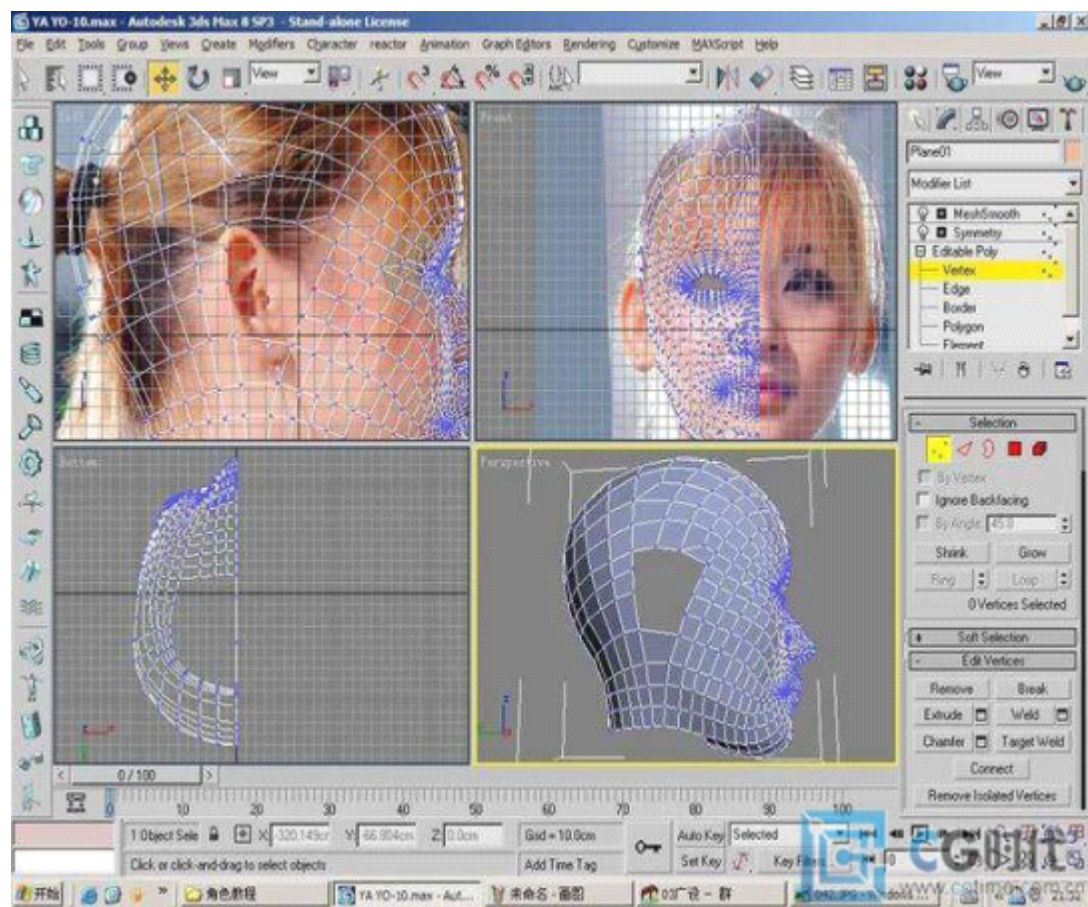 YA YO-10.max - Autodesk 3ds Max 8 SP3 - Stand-alone License
File Edit Tools Group Views Create Modifiers Character reactor Animation Graph Editors Rendering Customize MAXScript Help
View
View
Front
Plane01
Modifier List
MeshSmooth
Symmetry
Editable Poly
Vertex
Edge
Border
Polygon
Element
Selection
By Vertex
Ignore Backfacing
By Angle: 45.0
Shrink Grow
Ring Loop
0 Vertices Selected
Soft Selection
Edit Vertices
Remove Break
Extrude Weld
Chamfer Target Weld
Connect
Remove Isolated Vertices
Bottom
Perspective
0 / 100
0 10 20 30 40 50 60 70 80 90 100
1 Object Sele X: -320.149cm Y: -66.804cm Z: 0.0cm Grid = 10.0cm Auto Key Selected
Click or click-and-drag to select objects Add Time Tag Set Key
CG时代
开始 角色教程 YA YO-10.max - Aut... 未命名 - 画图